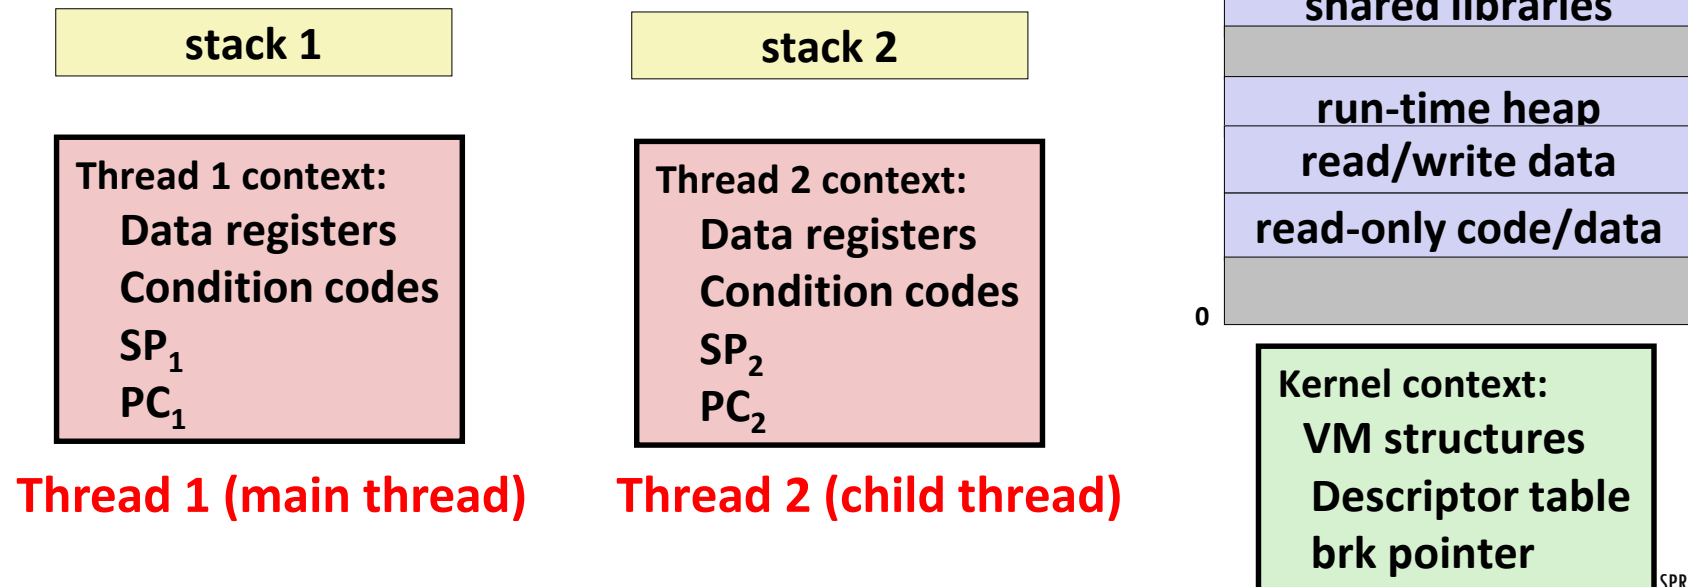 stack 1
Thread 1 context:
Data registers
Condition codes
SP1
PC1
Thread 1 (main thread)
stack 2
Thread 2 context:
Data registers
Condition codes
SP2
PC2
Thread 2 (child thread)
shared libraries
run-time heap
read/write data
read-only code/data
0
Kernel context:
VM structures
Descriptor table
brk pointer
SPR